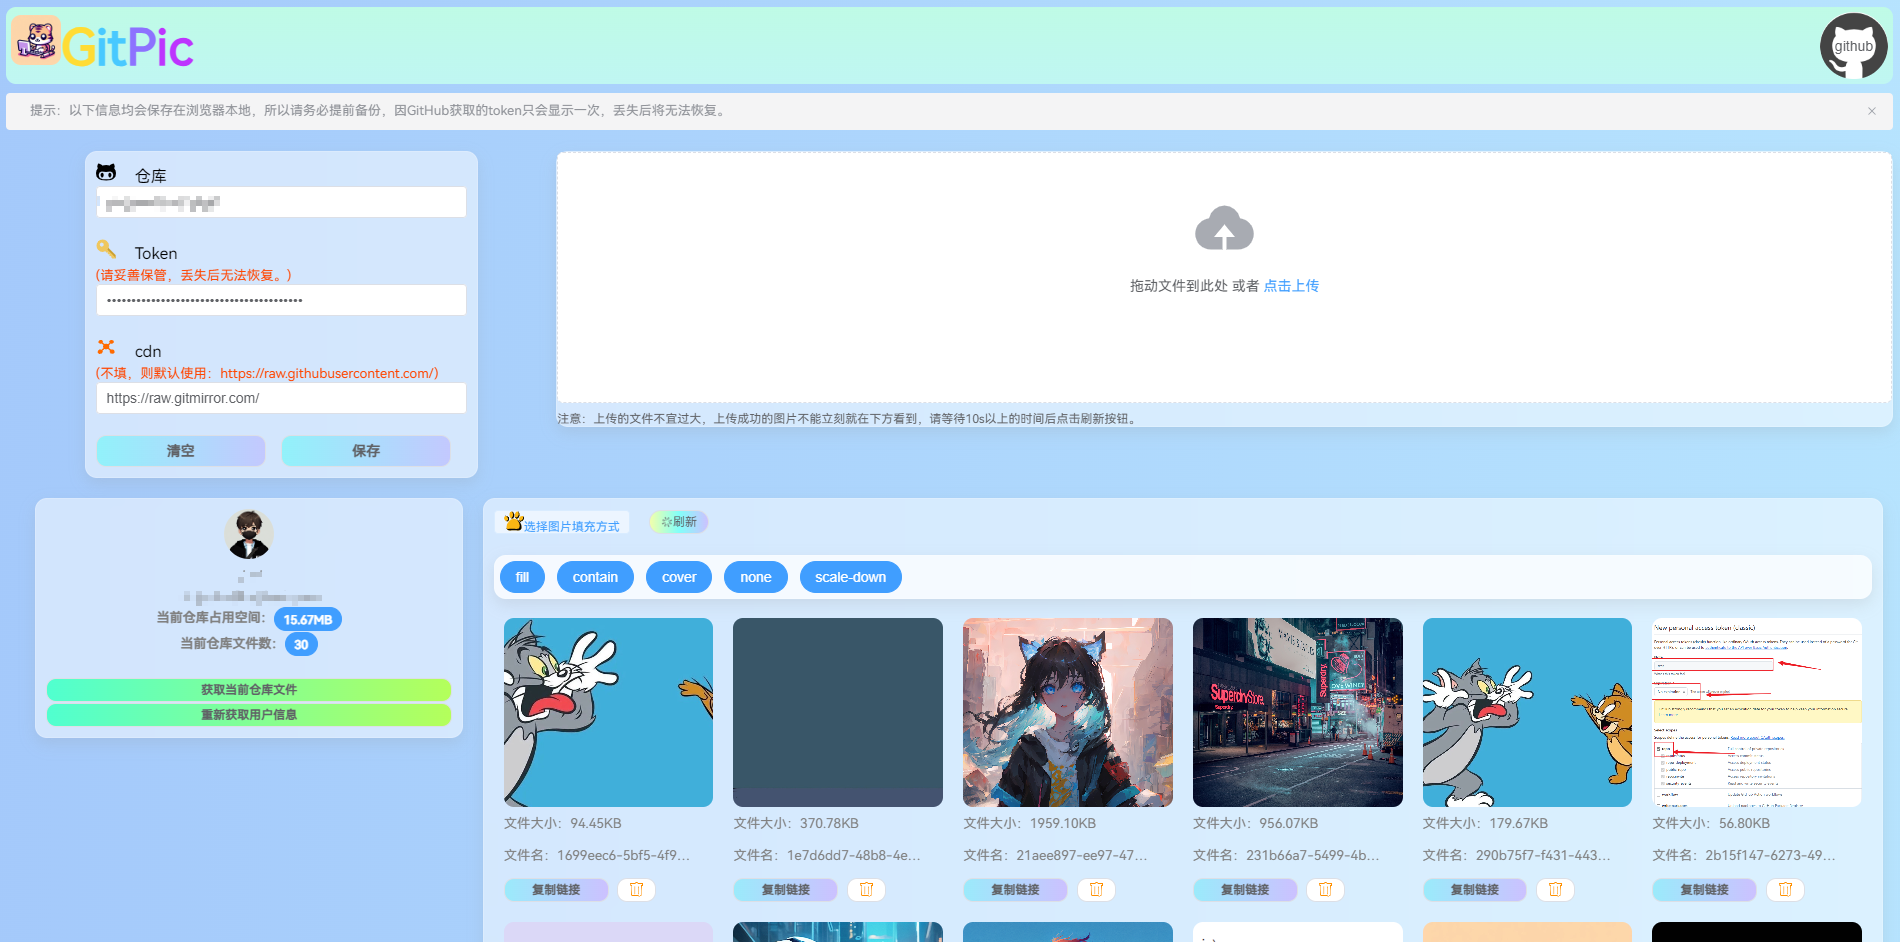 GitPic
github
提示：以下信息均会保存在浏览器本地，所以请务必提前备份，因GitHub获取的token只会显示一次，丢失后将无法恢复。
仓库
Token
(请妥善保管，丢失后无法恢复。)
cdn
(不填，则默认使用：https://raw.githubusercontent.com/)
https://raw.gitmirror.com/
清空 保存
拖动文件到此处 或者 点击上传
注意：上传的文件不宜过大，上传成功的图片不能立刻就在下方看到，请等待10s以上的时间后点击刷新按钮。
当前仓库占用空间： 15.67MB
当前仓库文件数： 30
获取当前仓库文件
重新获取用户信息
选择图片填充方式 刷新
fill contain cover none scale-down
Superdry Store.
Superdry.
New personal access token (classic)
文件大小：94.45KB 文件大小：370.78KB 文件大小：1959.10KB 文件大小：956.07KB 文件大小：179.67KB 文件大小：56.80KB
文件名：1699eec6-5bf5-4f9... 文件名：1e7d6dd7-48b8-4e... 文件名：21aee897-ee97-47... 文件名：231b66a7-5499-4b... 文件名：290b75f7-f431-443... 文件名：2b15f147-6273-49...
复制链接 复制链接 复制链接 复制链接 复制链接 复制链接